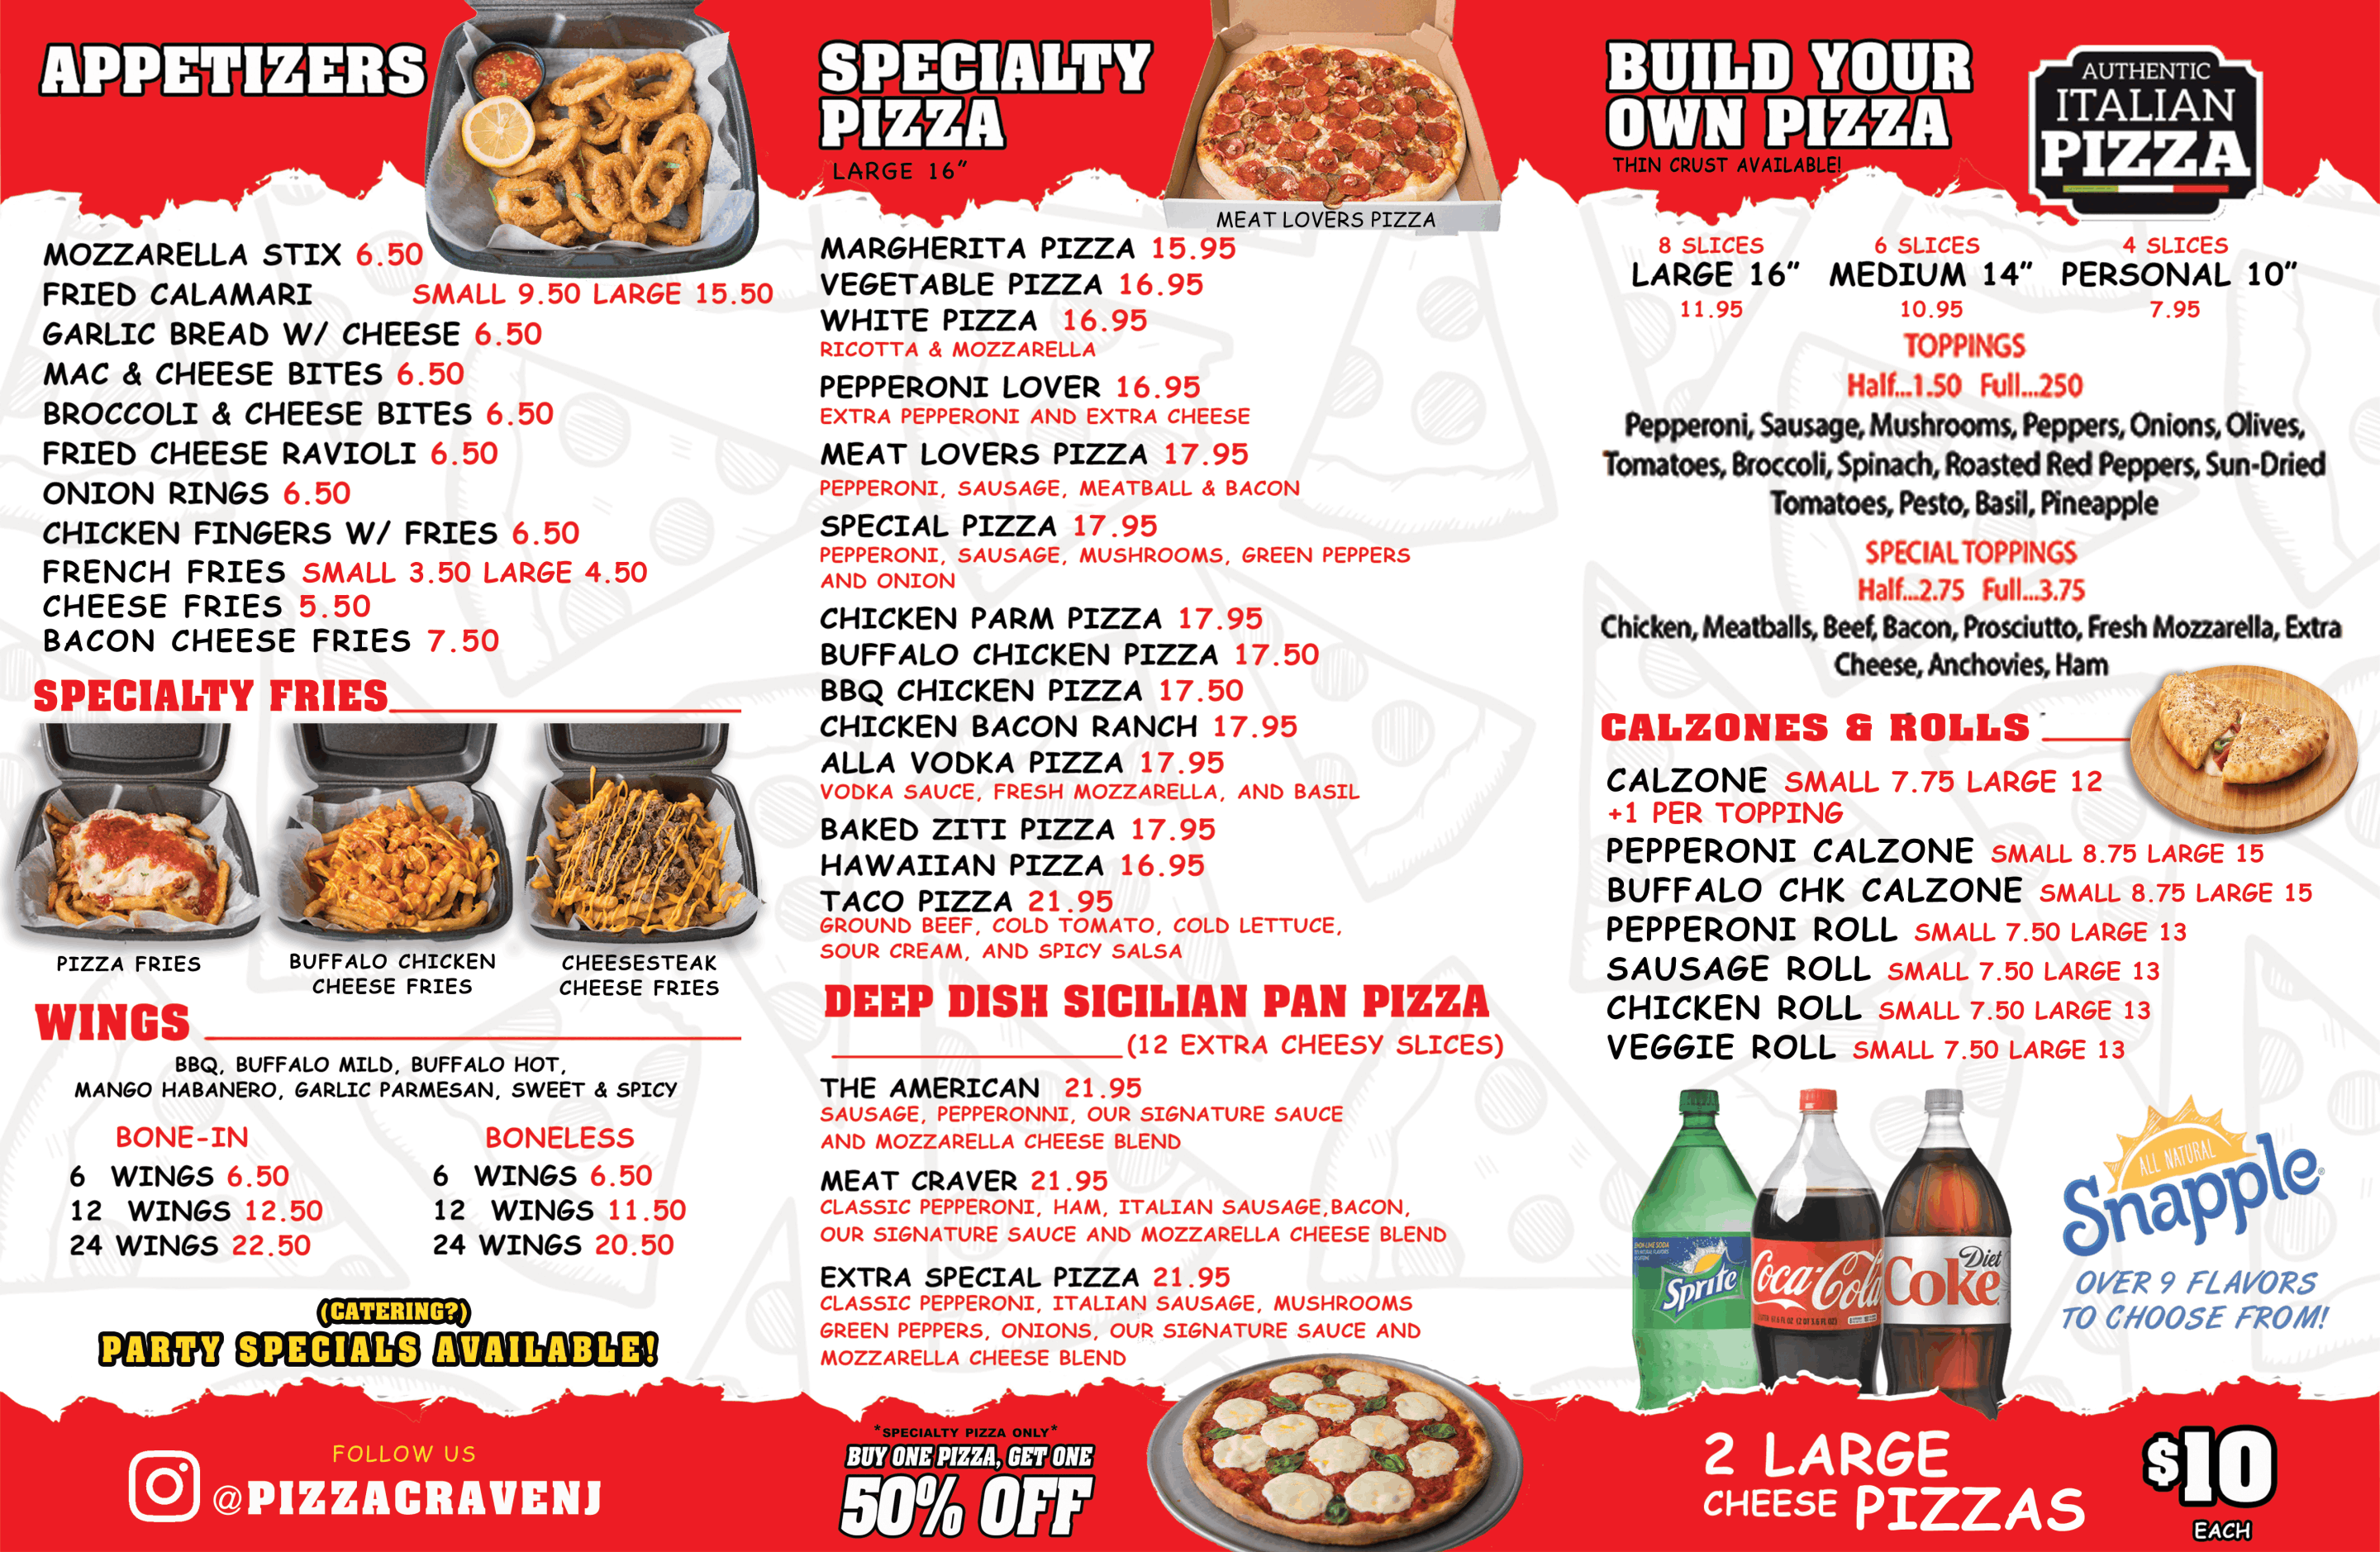 APPETIZERS
MOZZARELLA STIX 6.50
FRIED CALAMARI SMALL 9.50 LARGE 15.50
GARLIC BREAD W/ CHEESE 6.50
MAC & CHEESE BITES 6.50
BROCCOLI & CHEESE BITES 6.50
FRIED CHEESE RAVIOLI 6.50
ONION RINGS 6.50
CHICKEN FINGERS W/ FRIES 6.50
FRENCH FRIES SMALL 3.50 LARGE 4.50
CHEESE FRIES 5.50
BACON CHEESE FRIES 7.50
SPECIALTY FRIES
PIZZA FRIES
BUFFALO CHICKEN
CHEESE FRIES
CHEESESTEAK
CHEESE FRIES
WINGS
BBQ, BUFFALO MILD, BUFFALO HOT,
MANGO HABANERO, GARLIC PARMESAN, SWEET & SPICY
BONE-IN
6 WINGS 6.50
12 WINGS 12.50
24 WINGS 22.50
BONELESS
6 WINGS 6.50
12 WINGS 11.50
24 WINGS 20.50
(CATERING?)
PARTY SPECIALS AVAILABLE!
FOLLOW US
@PIZZACRAVENJ
SPECIALTY
PIZZA
LARGE 16"
MEAT LOVERS PIZZA
MARGHERITA PIZZA 15.95
VEGETABLE PIZZA 16.95
WHITE PIZZA 16.95
RICOTTA & MOZZARELLA
PEPPERONI LOVER 16.95
EXTRA PEPPERONI AND EXTRA CHEESE
MEAT LOVERS PIZZA 17.95
PEPPERONI, SAUSAGE, MEATBALL & BACON
SPECIAL PIZZA 17.95
PEPPERONI, SAUSAGE, MUSHROOMS, GREEN PEPPERS
AND ONION
CHICKEN PARM PIZZA 17.95
BUFFALO CHICKEN PIZZA 17.50
BBQ CHICKEN PIZZA 17.50
CHICKEN BACON RANCH 17.95
ALLA VODKA PIZZA 17.95
VODKA SAUCE, FRESH MOZZARELLA, AND BASIL
BAKED ZITI PIZZA 17.95
HAWAIIAN PIZZA 16.95
TACO PIZZA 21.95
GROUND BEEF, COLD TOMATO, COLD LETTUCE,
SOUR CREAM, AND SPICY SALSA
DEEP DISH SICILIAN PAN PIZZA
(12 EXTRA CHEESY SLICES)
THE AMERICAN 21.95
SAUSAGE, PEPPERONNI, OUR SIGNATURE SAUCE
AND MOZZARELLA CHEESE BLEND
MEAT CRAVER 21.95
CLASSIC PEPPERONI, HAM, ITALIAN SAUSAGE,BACON,
OUR SIGNATURE SAUCE AND MOZZARELLA CHEESE BLEND
EXTRA SPECIAL PIZZA 21.95
CLASSIC PEPPERONI, ITALIAN SAUSAGE, MUSHROOMS
GREEN PEPPERS, ONIONS, OUR SIGNATURE SAUCE AND
MOZZARELLA CHEESE BLEND
*SPECIALTY PIZZA ONLY*
BUY ONE PIZZA, GET ONE
50% OFF
BUILD YOUR
OWN PIZZA
THIN CRUST AVAILABLE!
AUTHENTIC
ITALIAN
PIZZA
8 SLICES 6 SLICES 4 SLICES
LARGE 16" MEDIUM 14" PERSONAL 10"
11.95 10.95 7.95
TOPPINGS
Half...1.50 Full...250
Pepperoni, Sausage, Mushrooms, Peppers, Onions, Olives,
Tomatoes, Broccoli, Spinach, Roasted Red Peppers, Sun-Dried
Tomatoes, Pesto, Basil, Pineapple
SPECIAL TOPPINGS
Half...2.75 Full...3.75
Chicken, Meatballs, Beef, Bacon, Prosciutto, Fresh Mozzarella, Extra
Cheese, Anchovies, Ham
CALZONES & ROLLS
CALZONE SMALL 7.75 LARGE 12
+1 PER TOPPING
PEPPERONI CALZONE SMALL 8.75 LARGE 15
BUFFALO CHK CALZONE SMALL 8.75 LARGE 15
PEPPERONI ROLL SMALL 7.50 LARGE 13
SAUSAGE ROLL SMALL 7.50 LARGE 13
CHICKEN ROLL SMALL 7.50 LARGE 13
VEGGIE ROLL SMALL 7.50 LARGE 13
Sprite
Coca-Cola
Diet
Coke
ALL NATURAL
Snapple
OVER 9 FLAVORS
TO CHOOSE FROM!
2 LARGE
CHEESE PIZZAS
$10
EACH